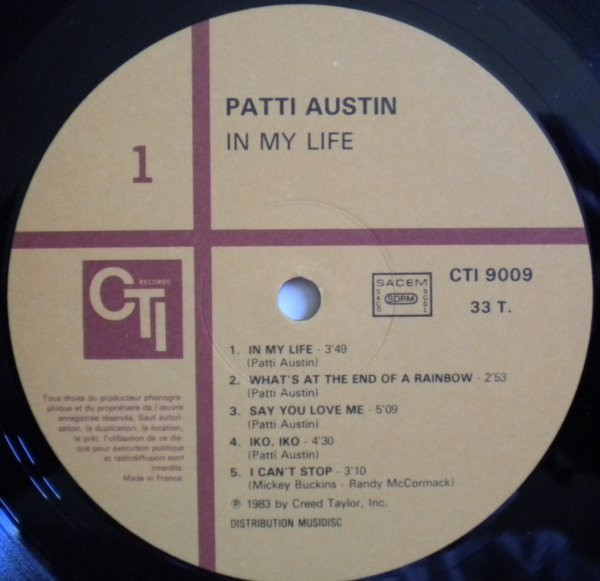 PATTI AUSTIN
IN MY LIFE
1
RECORDS
CTI
SACEM
SACD
SDRM
SGDL
CTI 9009
33 T.
1. IN MY LIFE - 3'49
(Patti Austin)
2. WHAT'S AT THE END OF A RAINBOW - 2'53
(Patti Austin)
3. SAY YOU LOVE ME - 5'09
(Patti Austin)
4. IKO, IKO - 4'30
(Patti Austin)
5. I CAN'T STOP - 3'10
(Mickey Buckins - Randy McCormack)
℗ 1983 by Creed Taylor, Inc.
DISTRIBUTION MUSIDISC
Tous droits du producteur phonogra-
phique et du propriétaire de l'œuvre
enregistrée réservés. Sauf autori-
sation, la duplication, la location,
le prêt, l'utilisation de ce dis-
que pour exécution publique
et radiodiffusion sont
interdits.
Made in France.